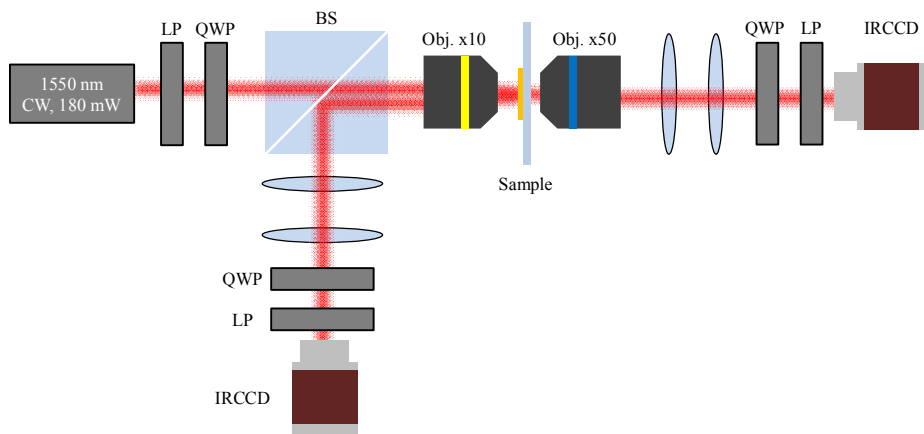 BS
LP
QWP
Obj. x10
Obj. x50
QWP
LP
IRCCD
1550 nm
CW, 180 mW
Sample
QWP
LP
IRCCD